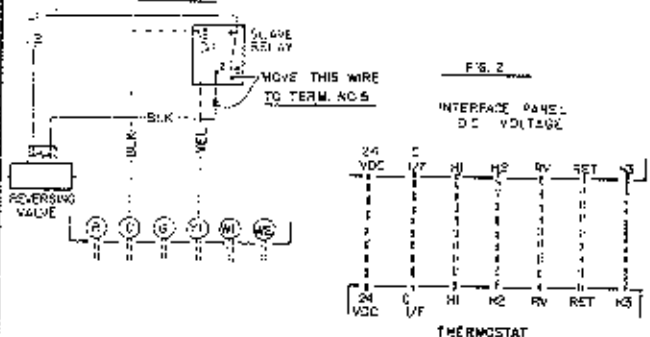 SLAVE
RELAY
2
MOVE THIS WIRE
TO TERM. NO 5
BLK
BLK
YEL
REVERSING
VALVE
R C G Y1 W1 W2
FIG. 2
INTERFACE PANEL
D C VOLTAGE
24
VDC I/F H1 H2 RV RET K3
24 C H1 H2 RV RET K3
VDC I/F
THERMOSTAT